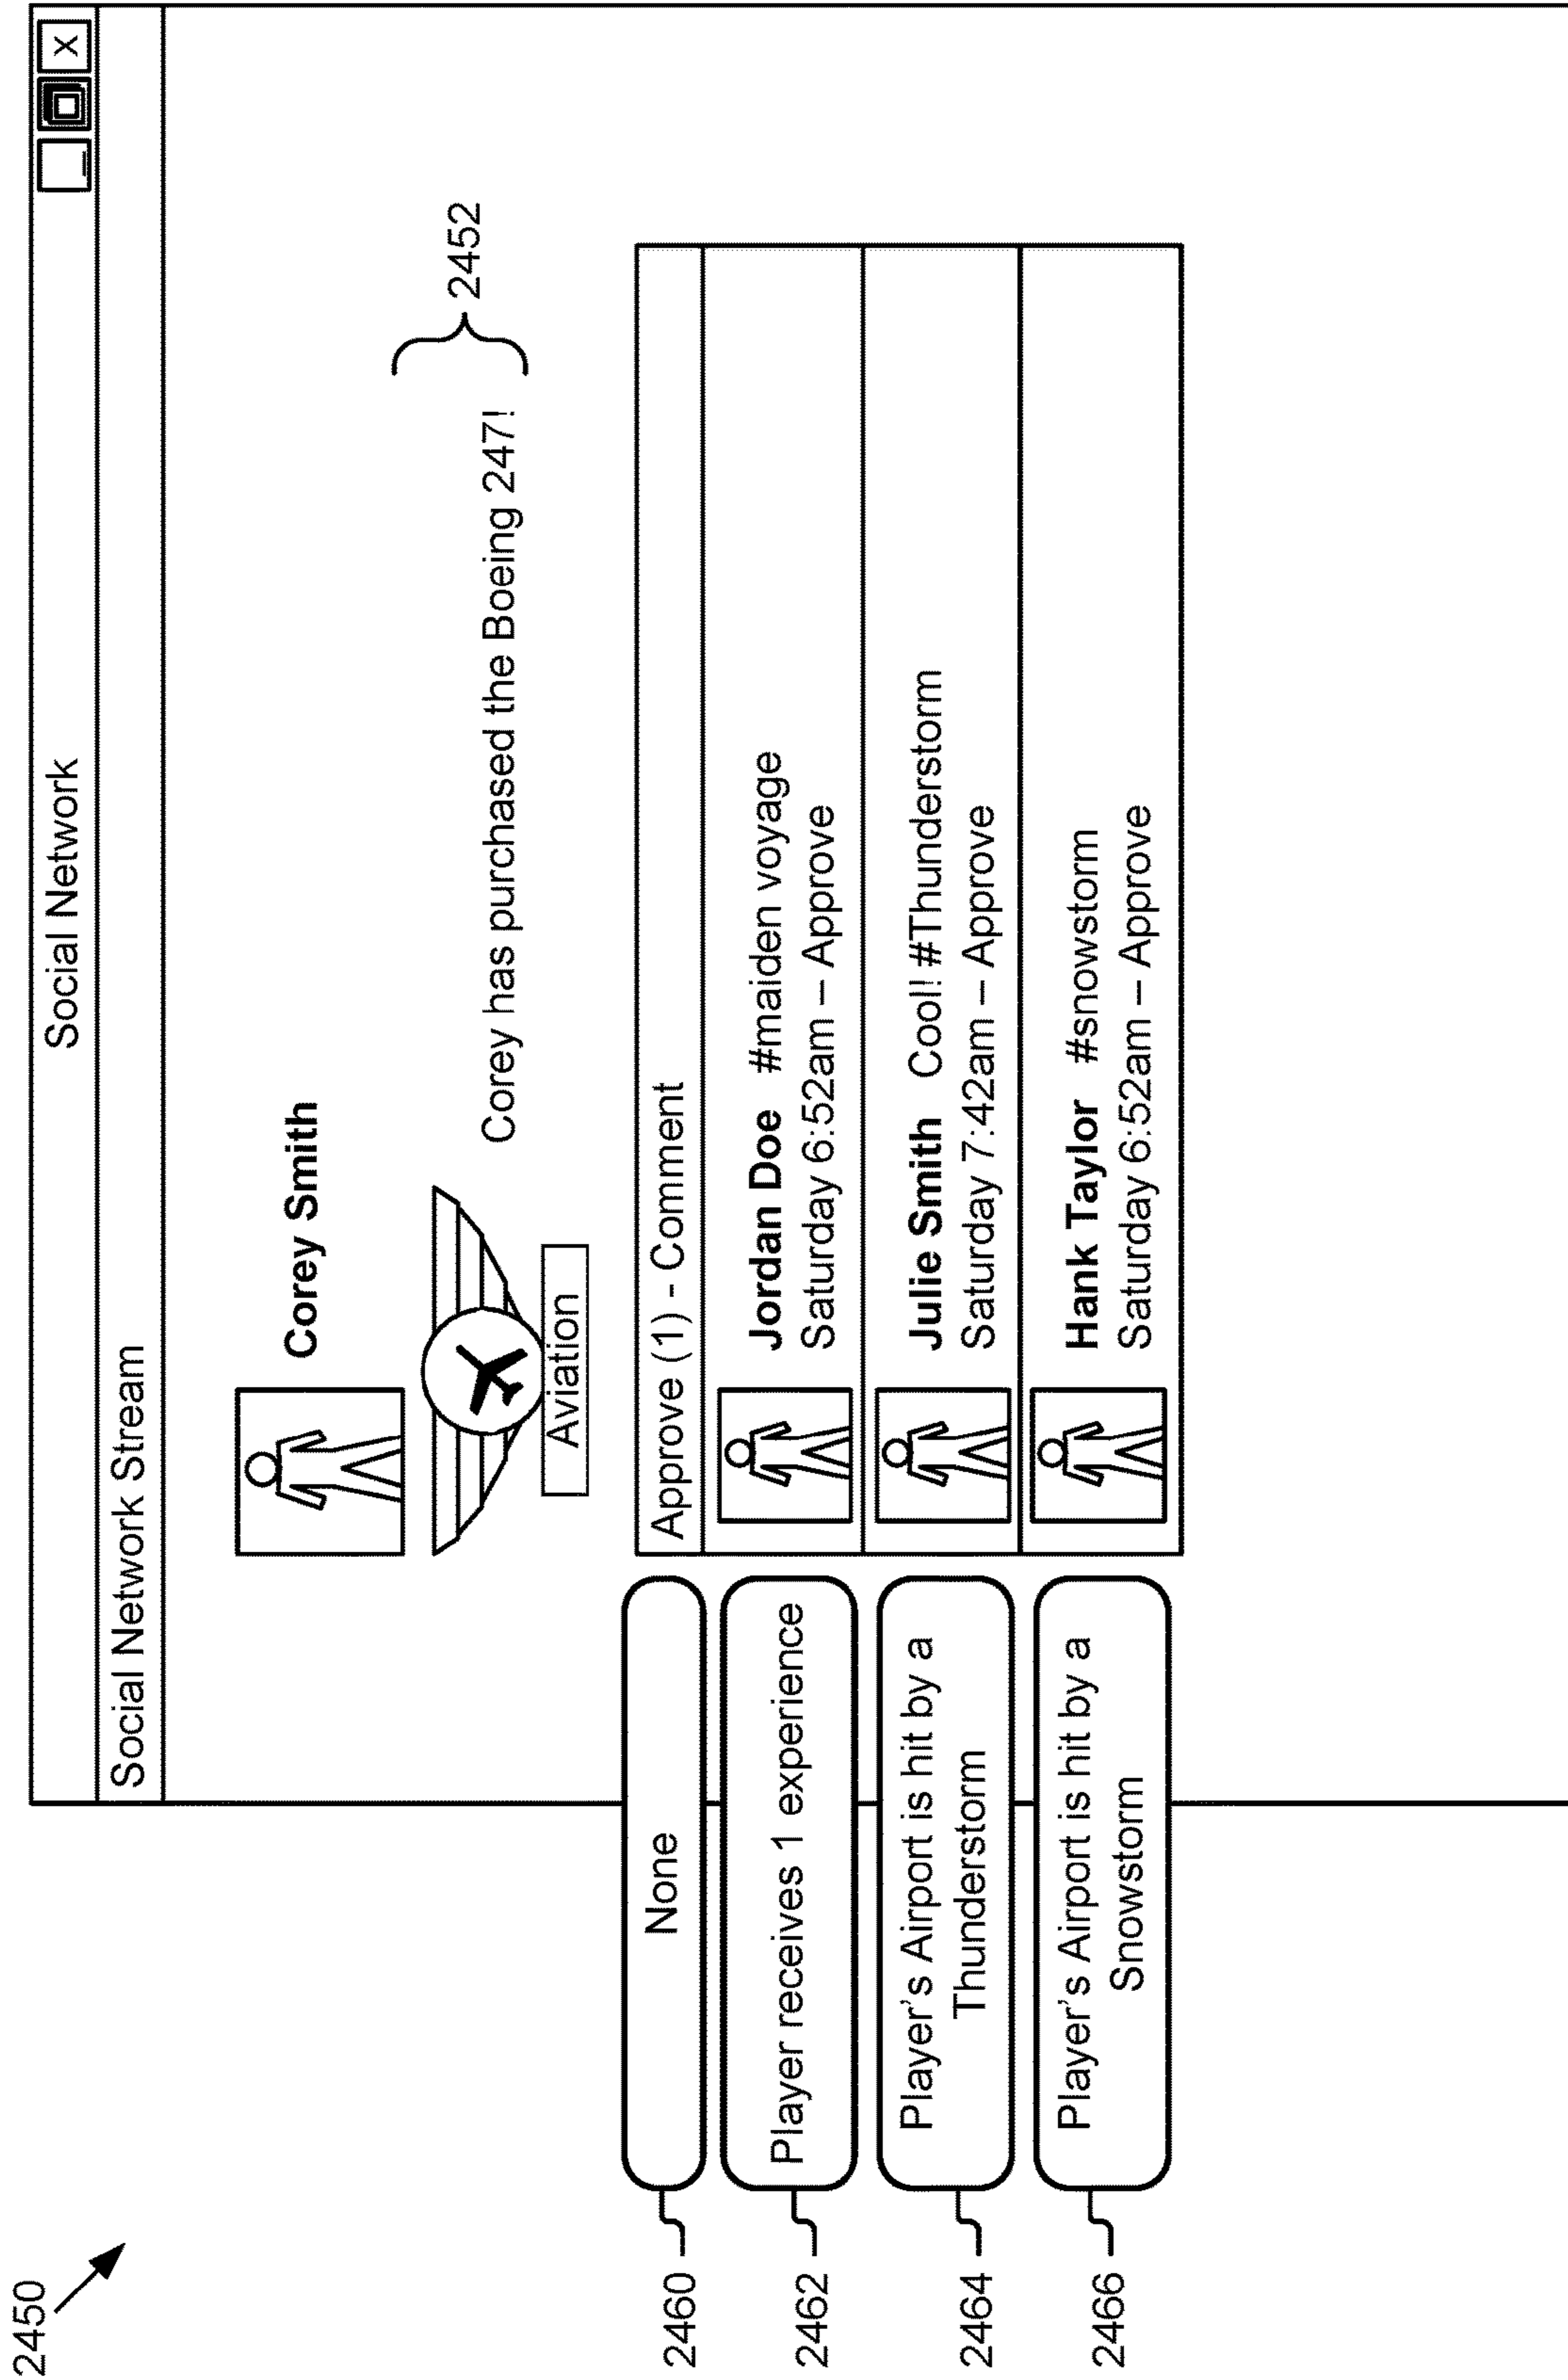 2450
Social Network
_
X
Social Network Stream
Corey Smith
Aviation
Corey has purchased the Boeing 247!
2452
2460
None
Approve (1) - Comment
2462
Player receives 1 experience
Jordan Doe #maiden voyage
Saturday 6:52am – Approve
2464
Player's Airport is hit by a
Thunderstorm
Julie Smith Cool! #Thunderstorm
Saturday 7:42am – Approve
2466
Player's Airport is hit by a
Snowstorm
Hank Taylor #snowstorm
Saturday 6:52am – Approve